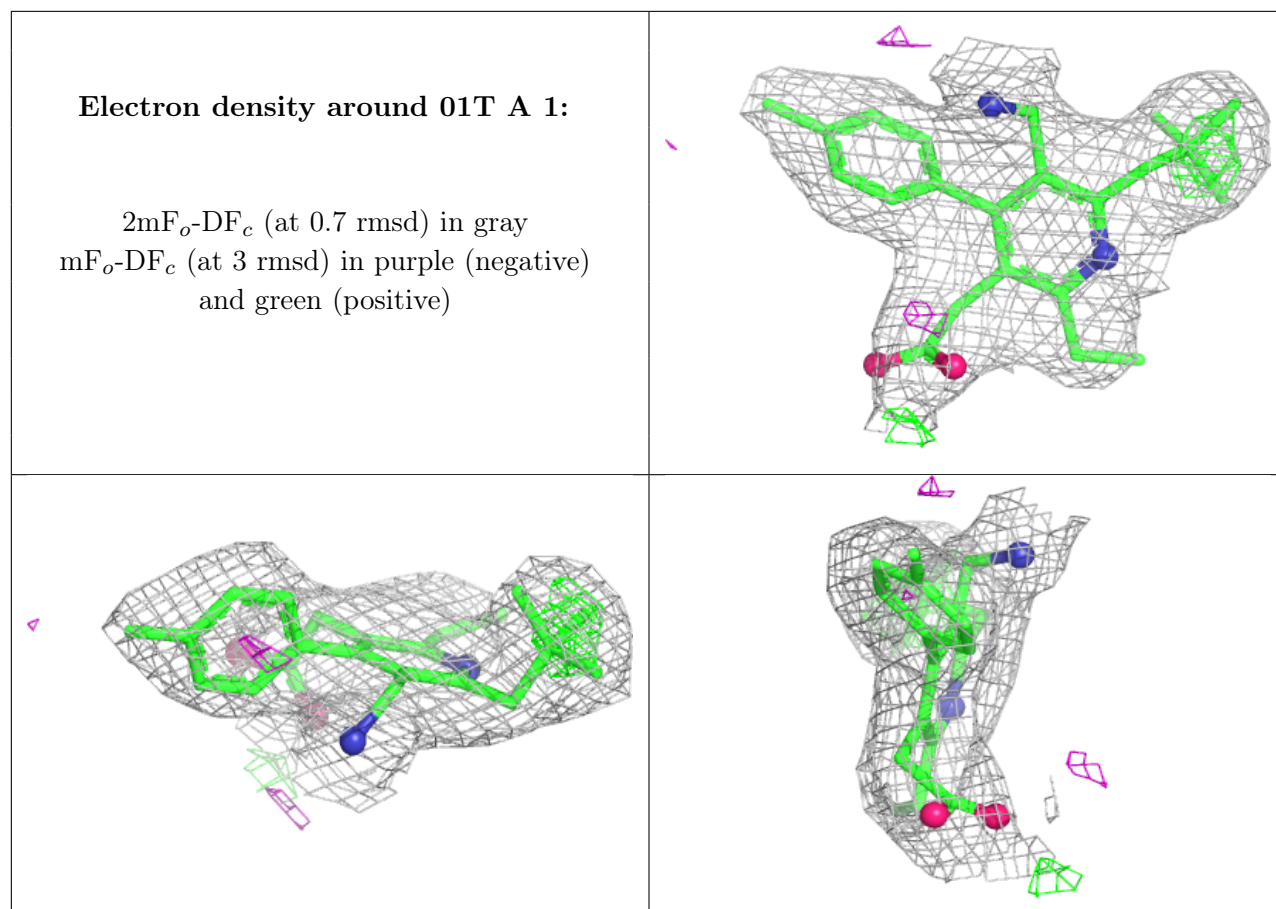 Electron density around 01T A 1:
2mFo-DFc (at 0.7 rmsd) in gray
mFo-DFc (at 3 rmsd) in purple (negative)
and green (positive)